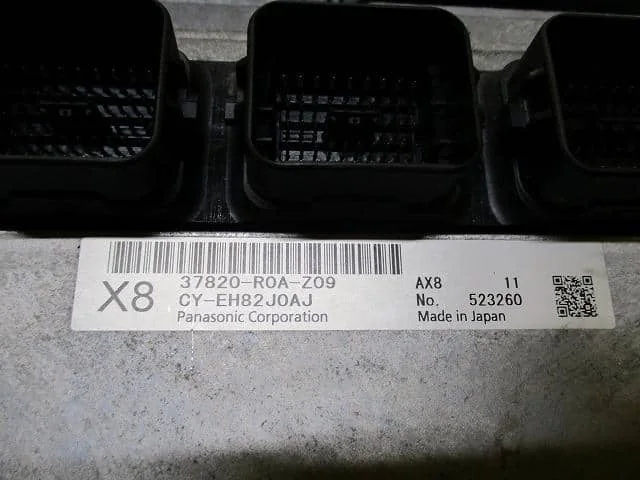 X8
37820-R0A-Z09
CY-EH82J0AJ
Panasonic Corporation
AX8 11
No. 523260
Made in Japan